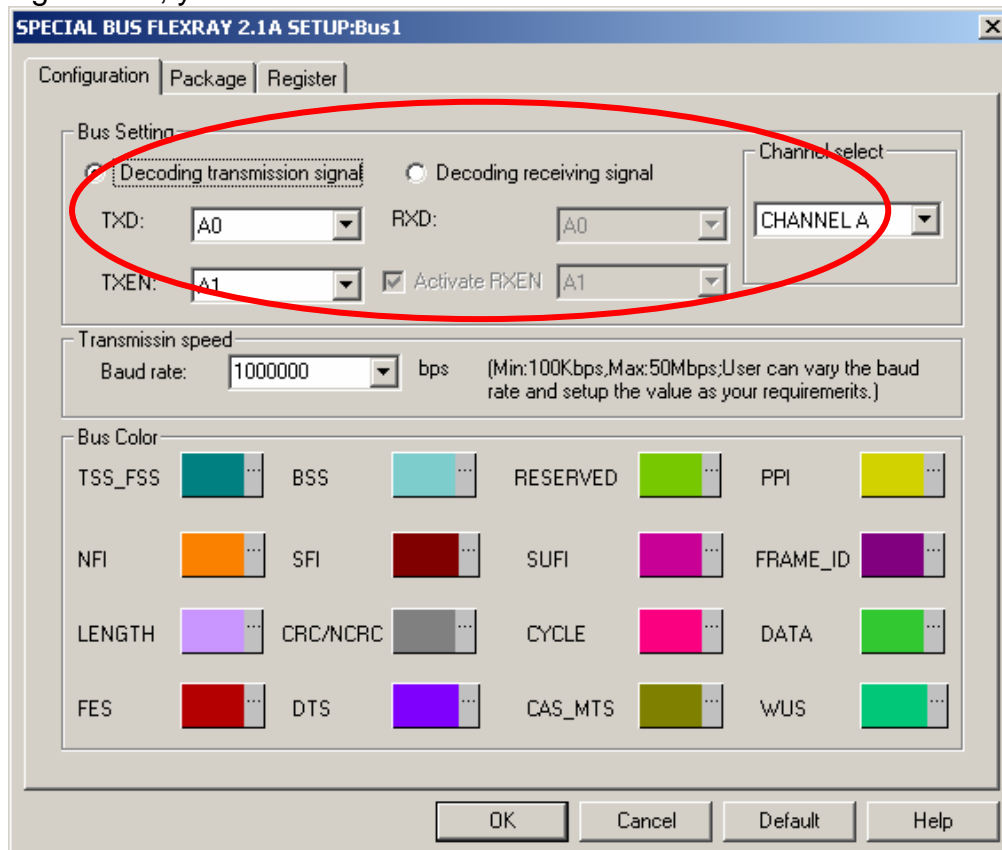 SPECIAL BUS FLEXRAY 2.1A SETUP:Bus1
Configuration Package Register
Bus Setting
Channel select
Decoding transmission signal Decoding receiving signal
TXD: A0 RXD: A0 CHANNEL A
TXEN: A1 Activate RXEN A1
Transmissin speed
Baud rate: 1000000 bps (Min:100Kbps,Max:50Mbps;User can vary the baud
rate and setup the value as your requirements.)
Bus Color
TSS_FSS BSS RESERVED PPI
NFI SFI SUFI FRAME_ID
LENGTH CRC/NCRC CYCLE DATA
FES DTS CAS_MTS WUS
OK Cancel Default Help